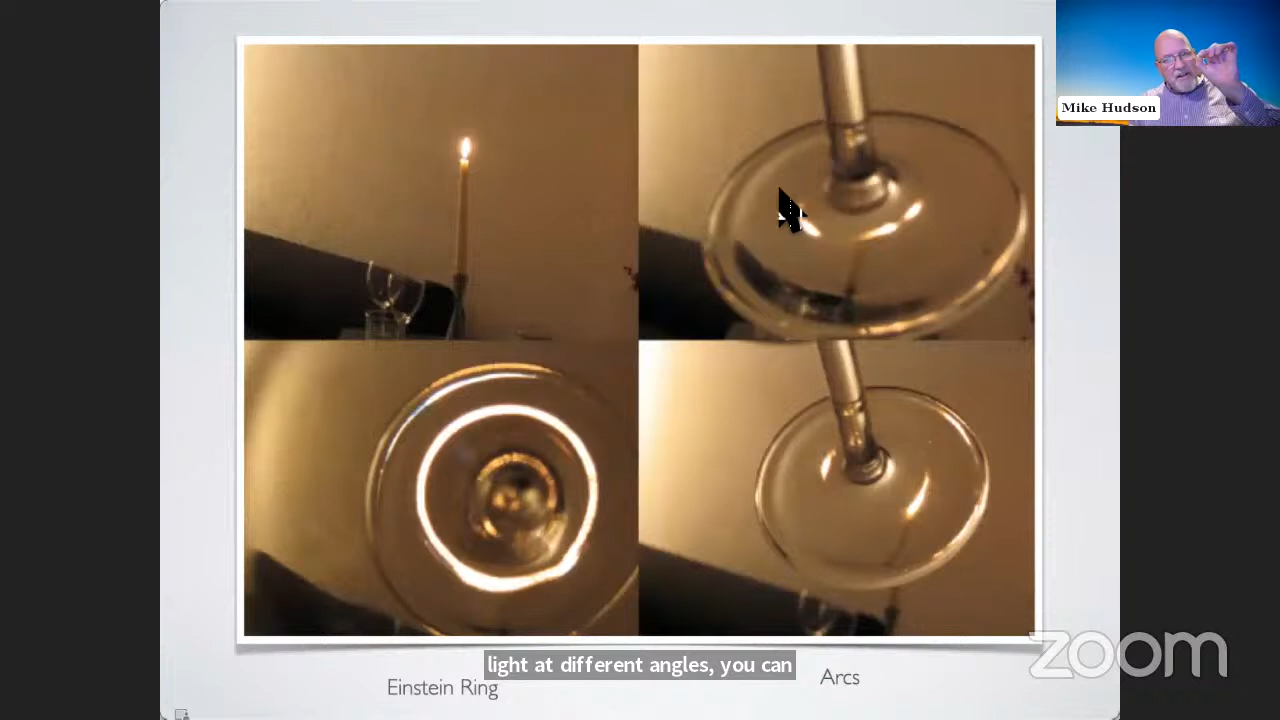 Mike Hudson
light at different angles, you can
Einstein Ring
Arcs
zoom